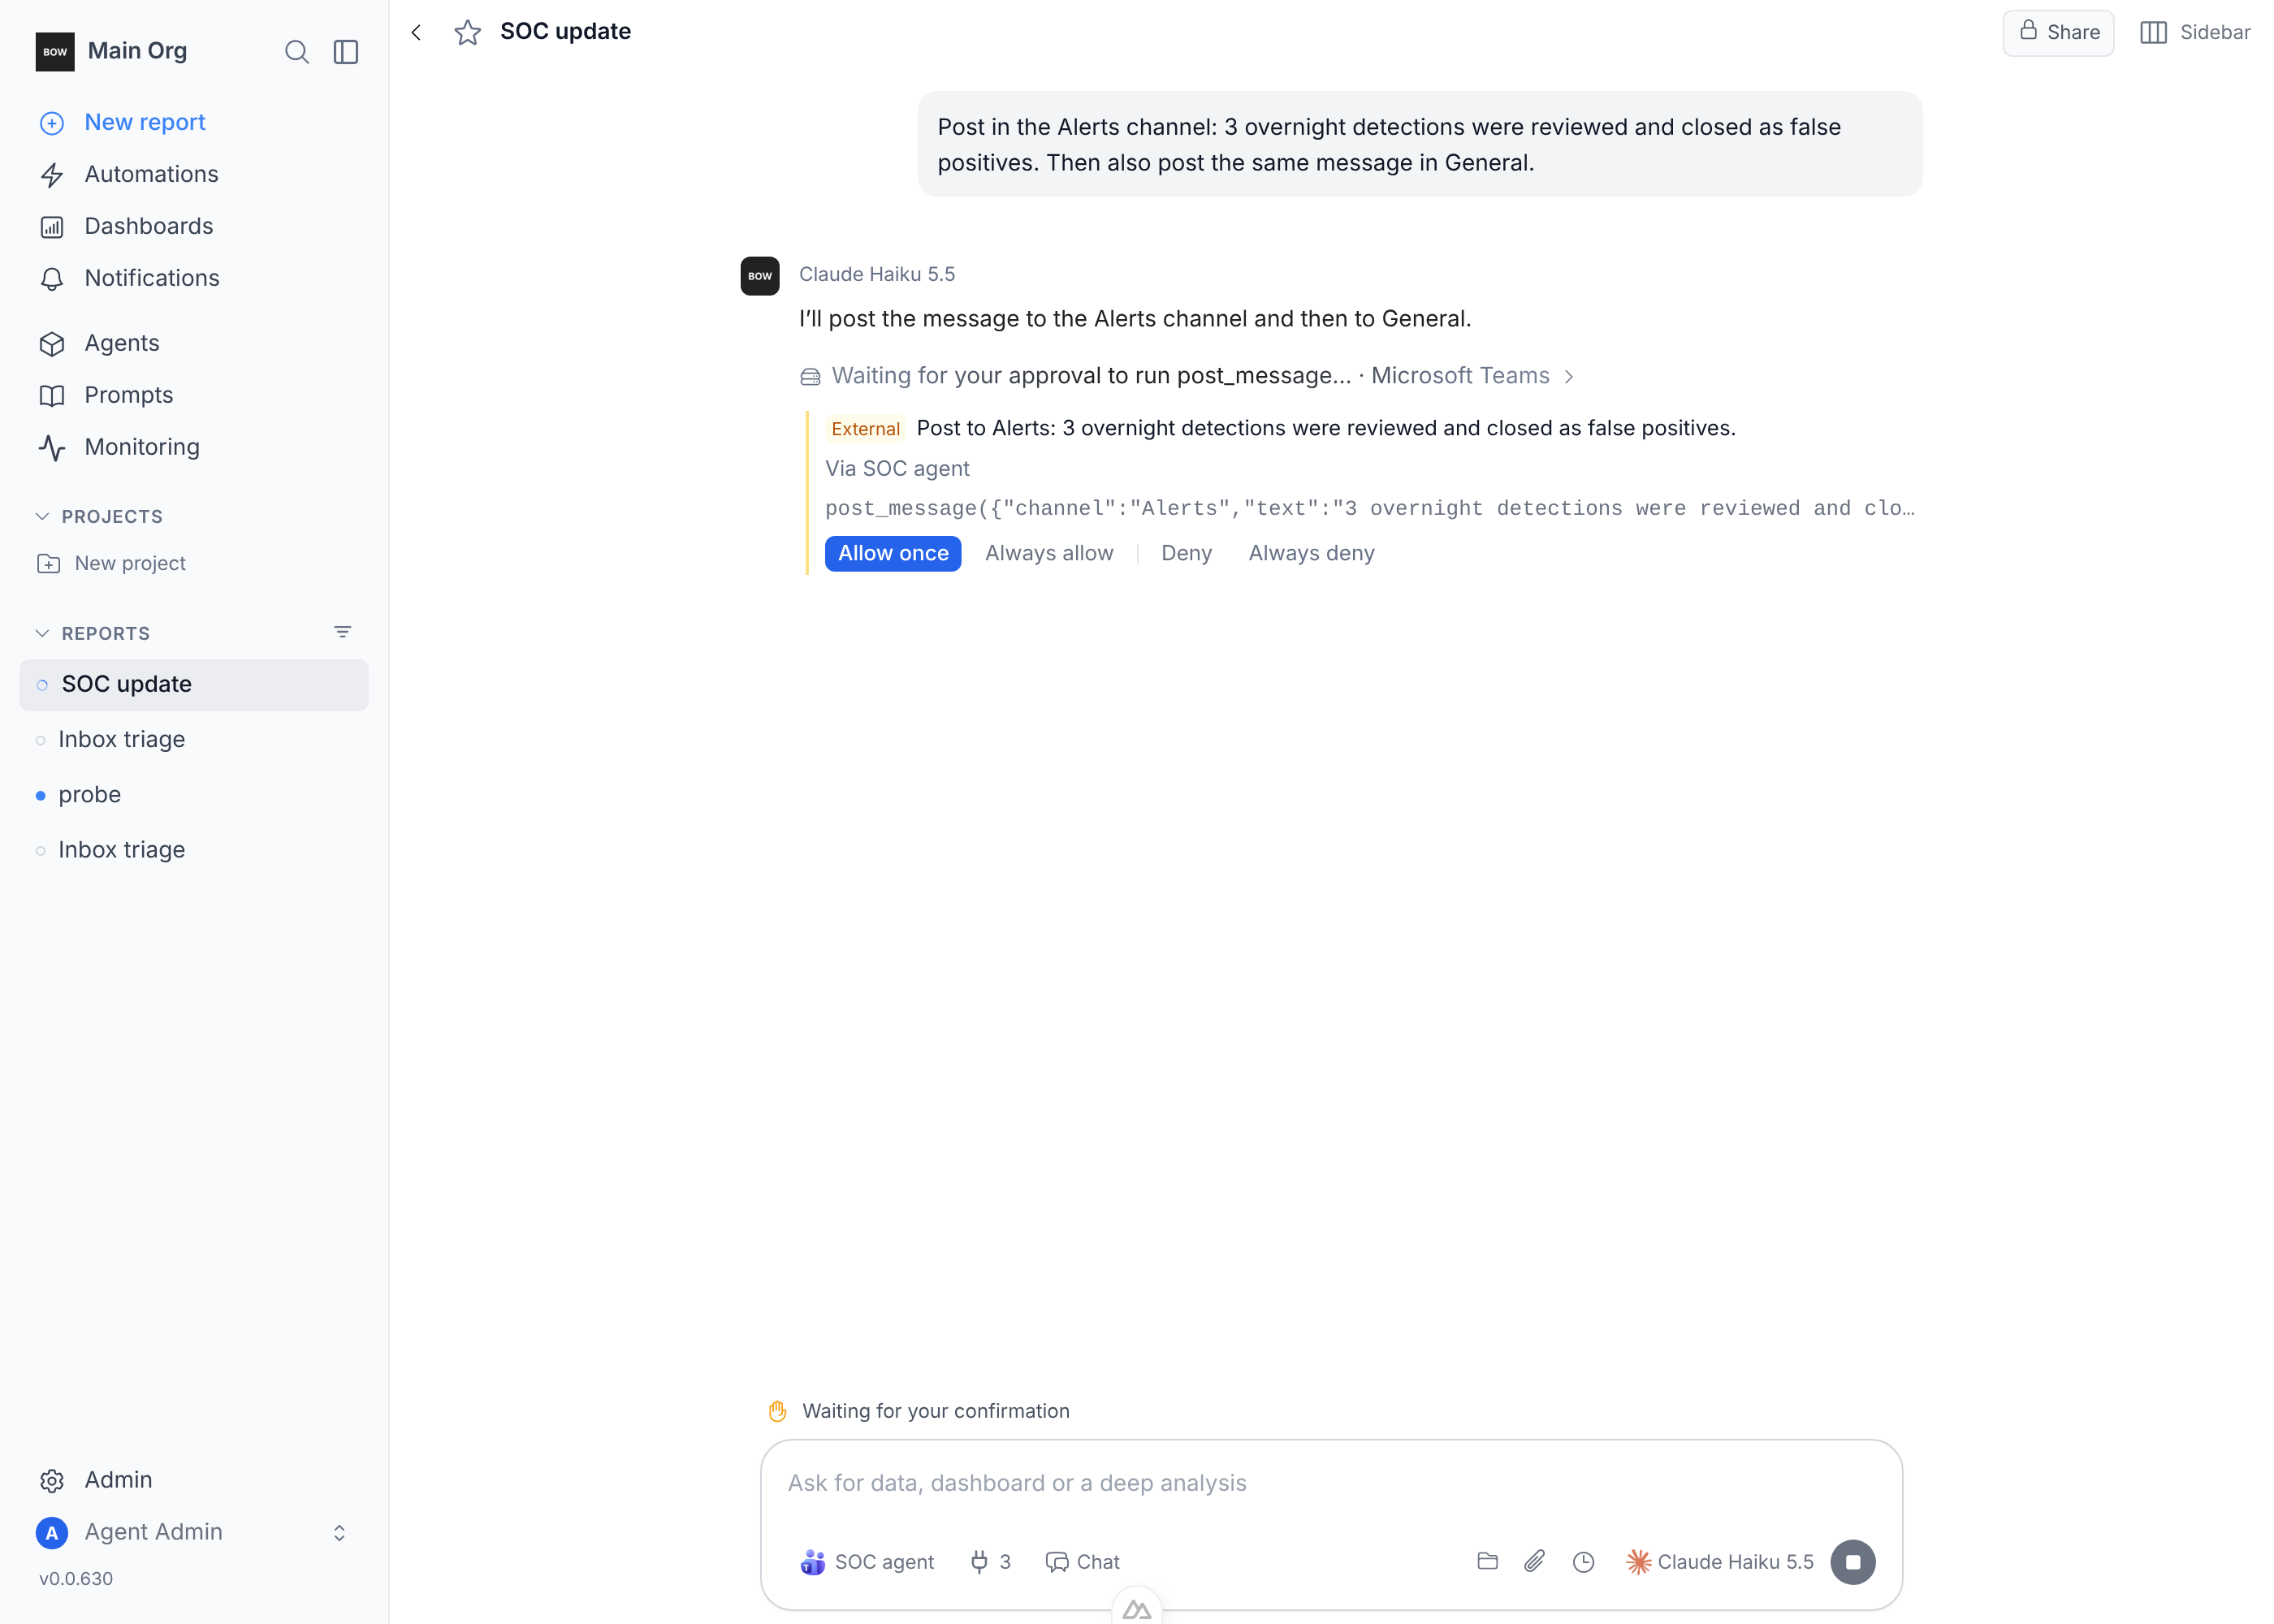 BOW
Main Org
New report
Automations
Dashboards
Notifications
Agents
Prompts
Monitoring
PROJECTS
New project
REPORTS
SOC update
Inbox triage
probe
Inbox triage
Admin
A
Agent Admin
v0.0.630
SOC update
Share
Sidebar
Post in the Alerts channel: 3 overnight detections were reviewed and closed as false
positives. Then also post the same message in General.
BOW
Claude Haiku 5.5
I’ll post the message to the Alerts channel and then to General.
Waiting for your approval to run post_message... · Microsoft Teams
External Post to Alerts: 3 overnight detections were reviewed and closed as false positives.
Via SOC agent
post_message({"channel":"Alerts","text":"3 overnight detections were reviewed and clo…
Allow once Always allow Deny Always deny
Waiting for your confirmation
Ask for data, dashboard or a deep analysis
SOC agent 3 Chat Claude Haiku 5.5